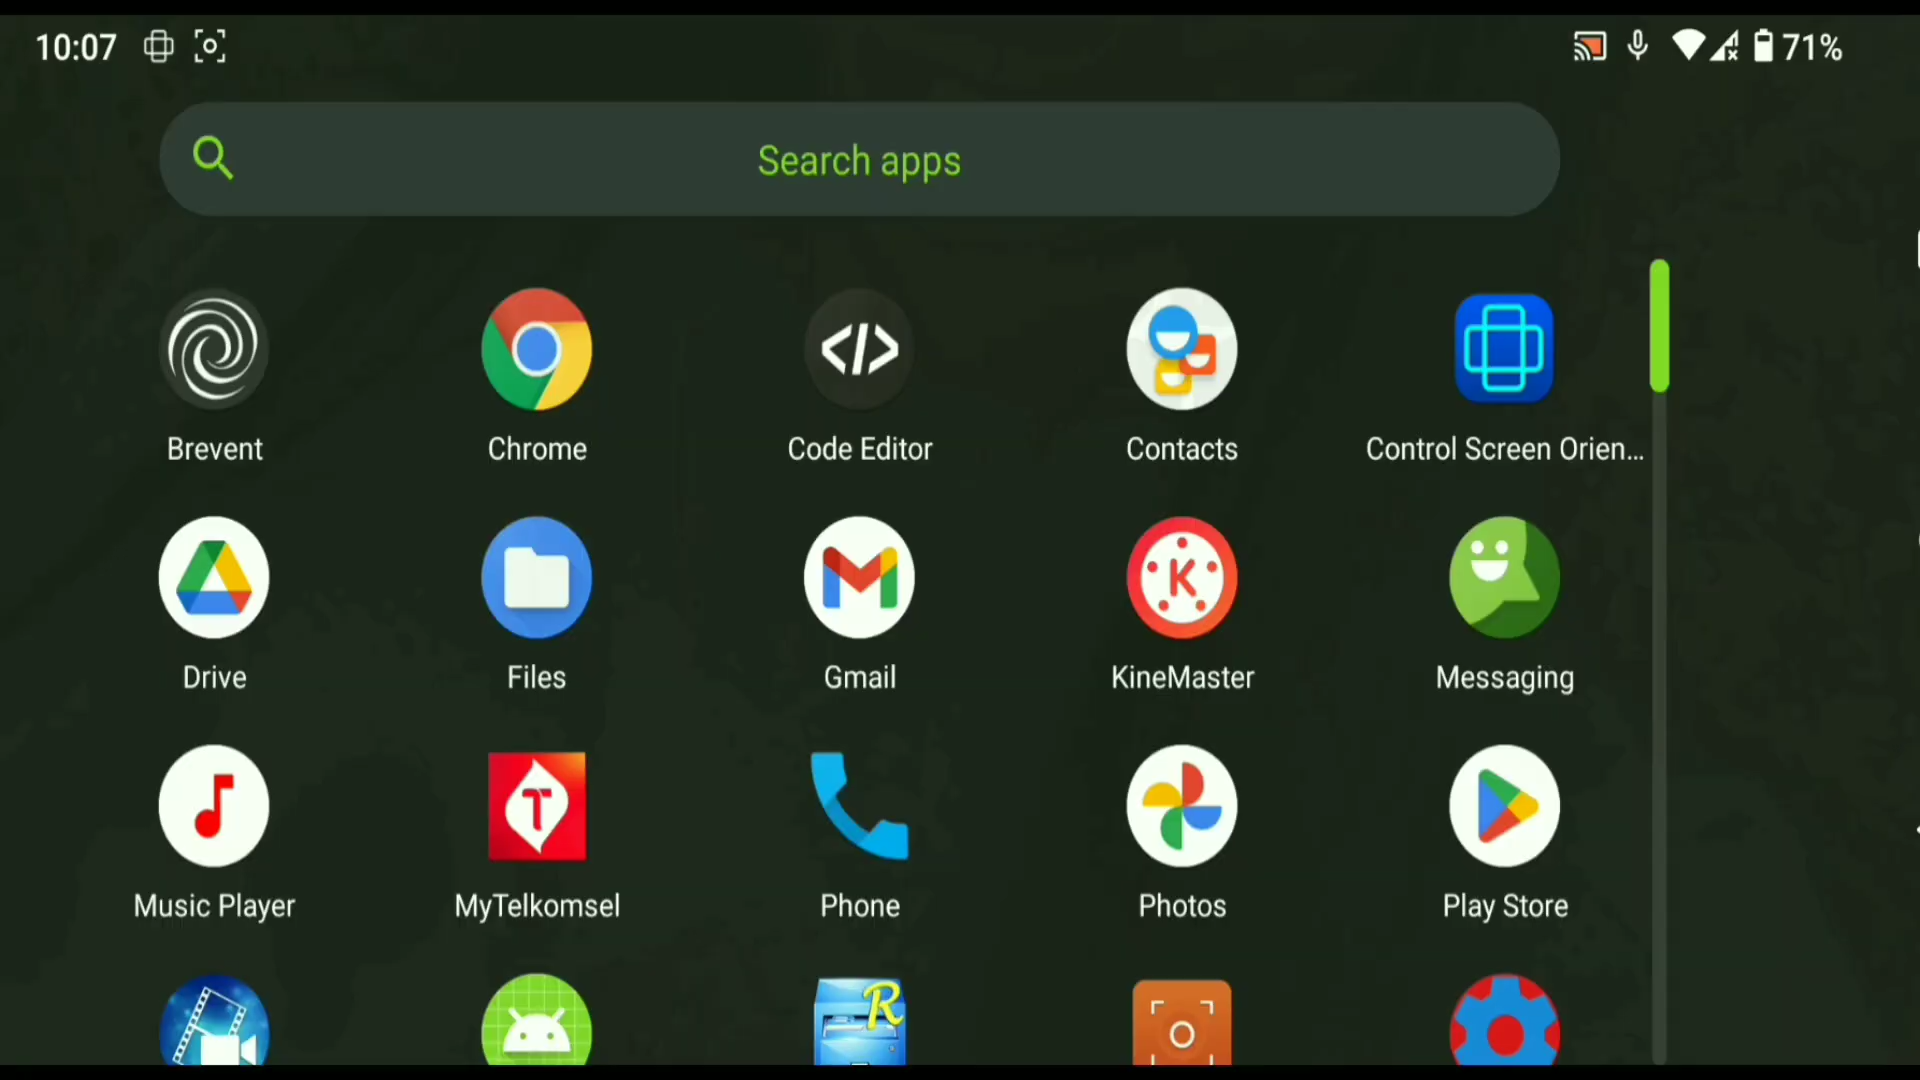 10:07
71%
Search apps
Brevent
Chrome
Code Editor
Contacts
Control Screen Orien...
Drive
Files
Gmail
K
KineMaster
Messaging
T
Music Player
MyTelkomsel
Phone
Photos
Play Store
R